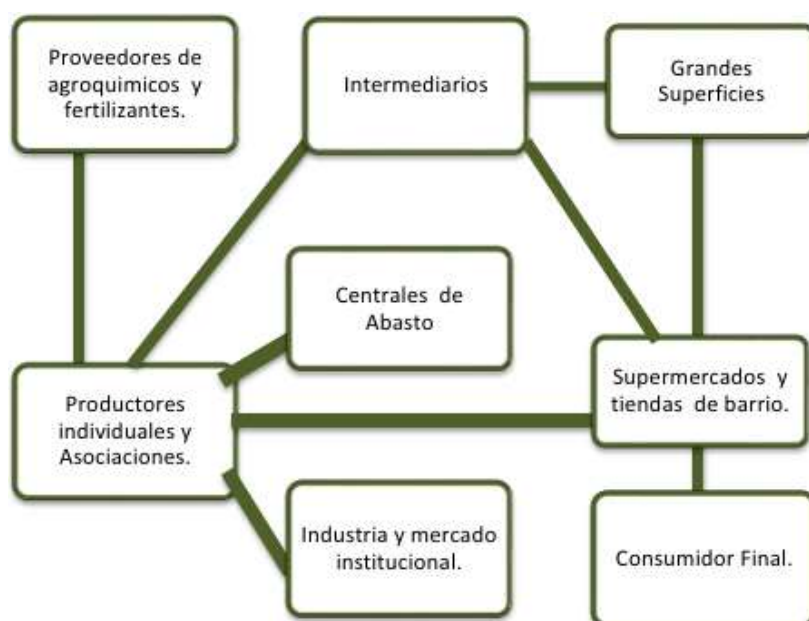 Proveedores de
agroquimicos y
fertilizantes.
Intermediarios
Grandes
Superficies
Centrales de
Abasto
Productores
individuales y
Asociaciones.
Supermercados y
tiendas de barrio.
Industria y mercado
institucional.
Consumidor Final.